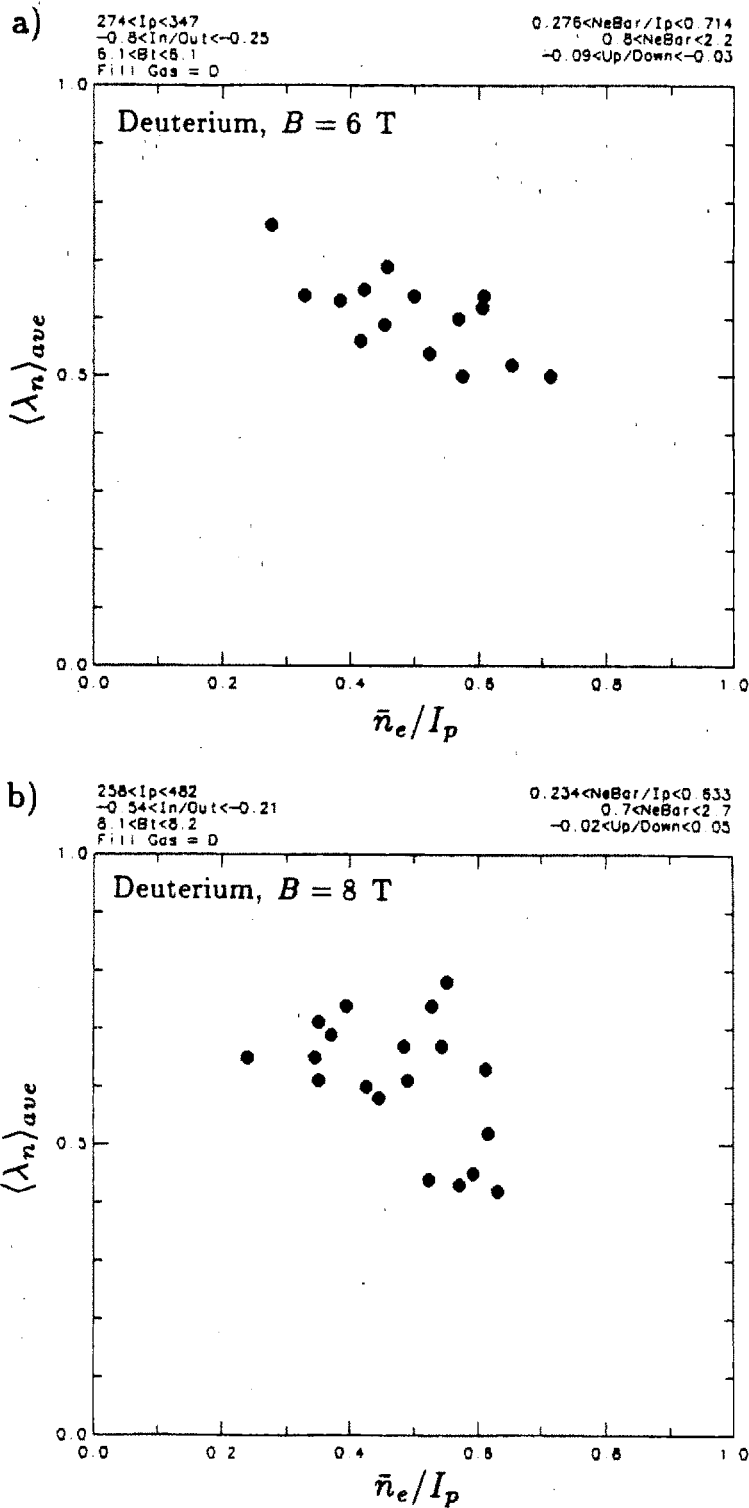 a)
274<Ip<347
-0.8<In/Out<-0.25
6.1<Bt<6.1
Fill Gas = D
0.276<NeBar/Ip<0.714
0.8<NeBar<2.2
-0.09<Up/Down<-0.03
1.0
Deuterium, B = 6 T
⟨λn⟩ave
0.5
0.0
0.0 0.2 0.4 0.6 0.8 1.0
n̄e/Ip
b)
258<Ip<482
-0.54<In/Out<-0.21
8.1<Bt<8.2
Fill Gas = D
0.234<NeBar/Ip<0.633
0.7<NeBar<2.7
-0.02<Up/Down<0.05
1.0
Deuterium, B = 8 T
⟨λn⟩ave
0.5
0.0
0.0 0.2 0.4 0.6 0.8 1.0
n̄e/Ip